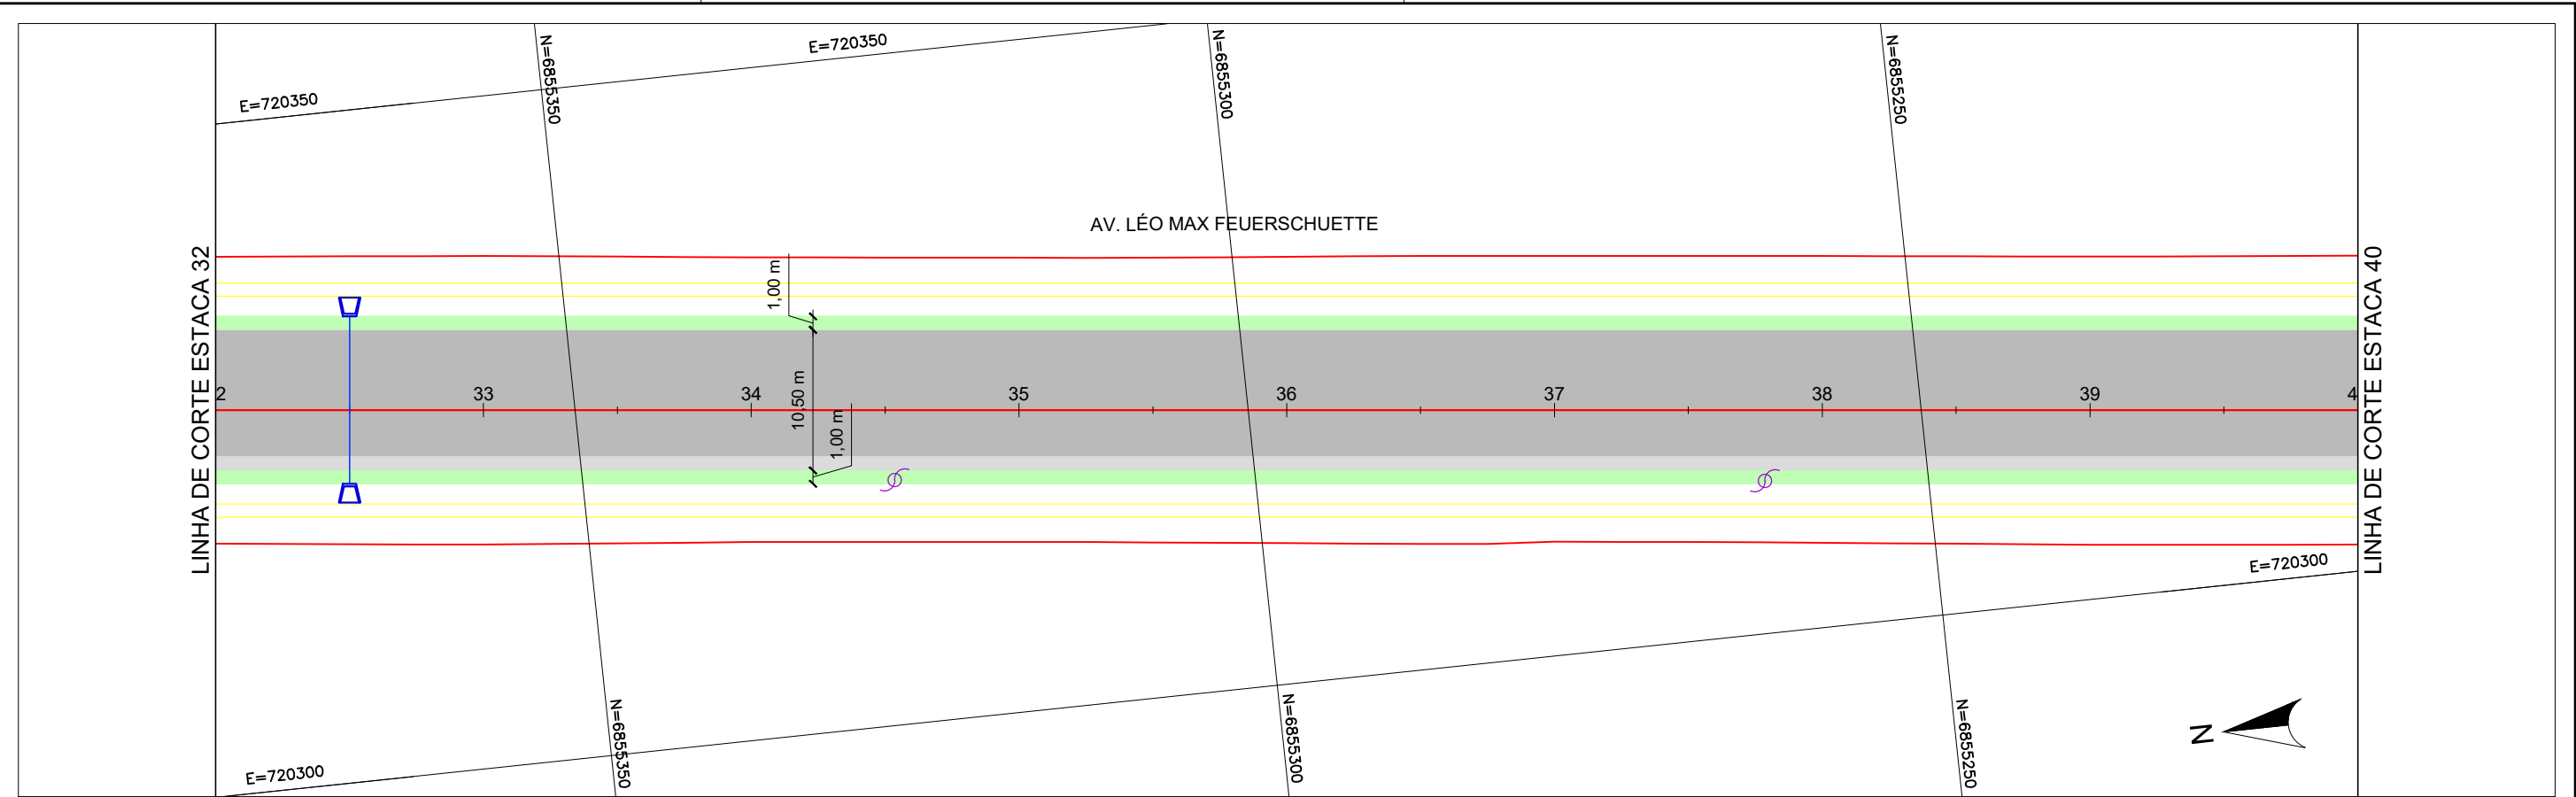 E=720350
E=720350
N=6855350
N=6855300
N=6855250
AV. LÉO MAX FEUERSCHUETTE
LINHA DE CORTE ESTACA 32
LINHA DE CORTE ESTACA 40
1,00 m
10,50 m
1,00 m
2
33
34
35
36
37
38
39
4
E=720300
E=720300
N=6855350
N=6855300
N=6855250
N